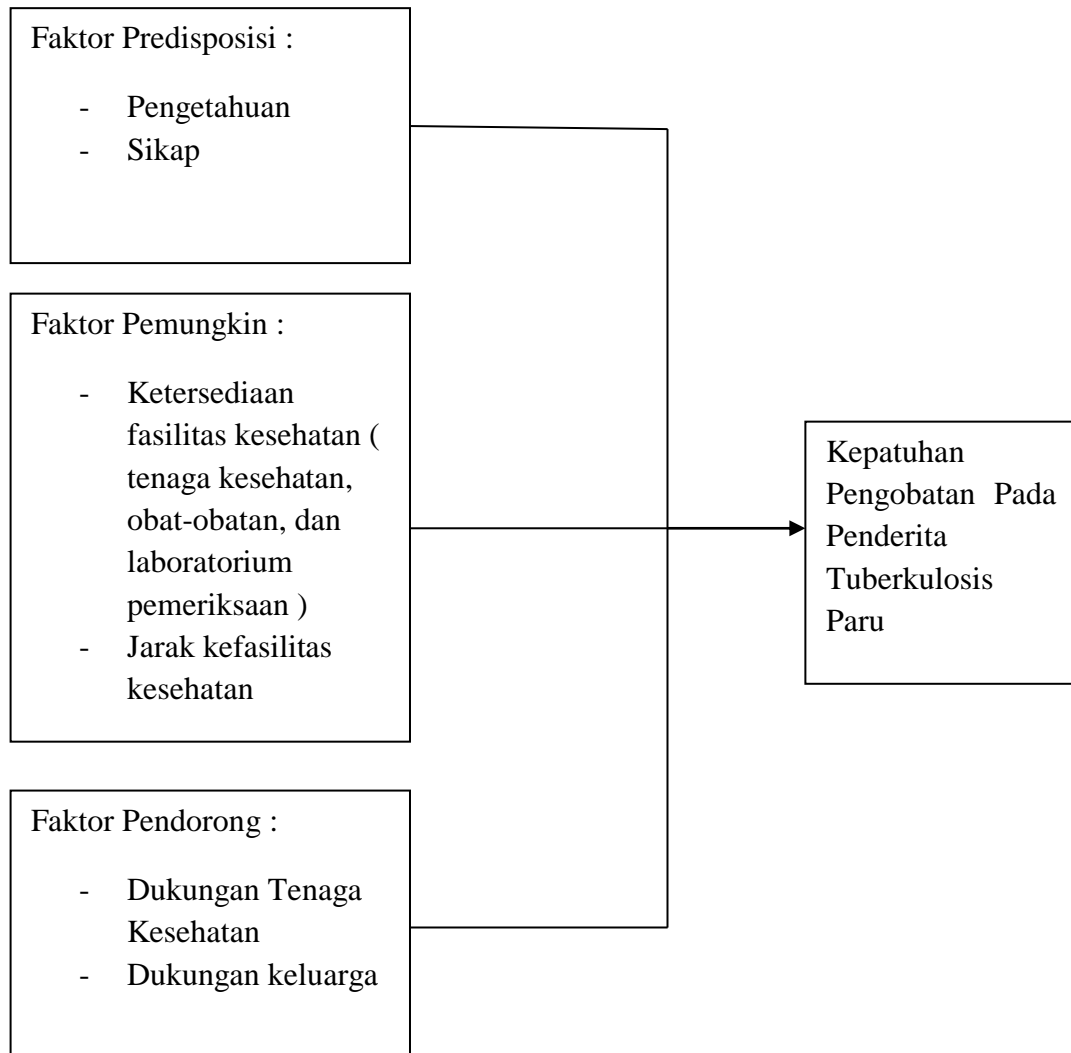 Faktor Predisposisi :
- Pengetahuan
- Sikap
Faktor Pemungkin :
- Ketersediaan
fasilitas kesehatan (
tenaga kesehatan,
obat-obatan, dan
laboratorium
pemeriksaan )
- Jarak kefasilitas
kesehatan
Faktor Pendorong :
- Dukungan Tenaga
Kesehatan
- Dukungan keluarga
Kepatuhan
Pengobatan Pada
Penderita
Tuberkulosis
Paru